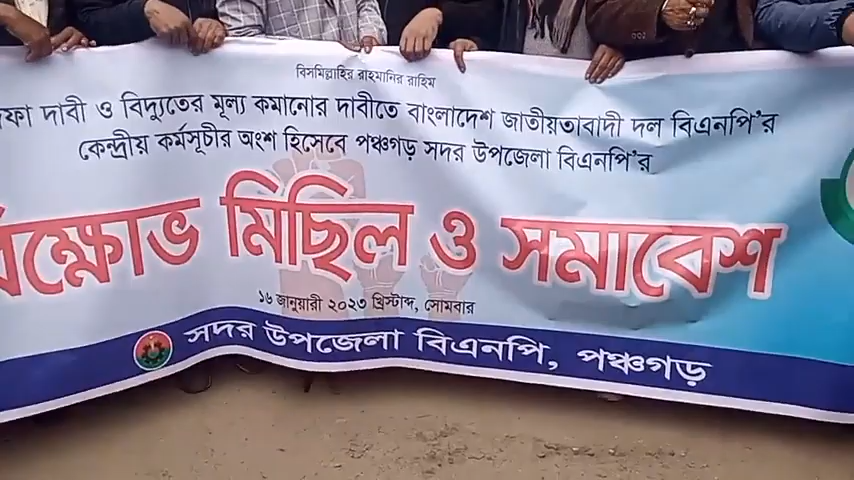 বিসমিল্লাহির রাহমানির রাহিম
দাবী ও বিদ্যুতের মূল্য কমানোর দাবীতে বাংলাদেশ জাতীয়তাবাদী দল বিএনপি’র
কেন্দ্রীয় কর্মসূচীর অংশ হিসেবে পঞ্চগড় সদর উপজেলা বিএনপি’র
মিছিল ও সমাবেশ
১৬ জানুয়ারী ২০২৩ খ্রিস্টাব্দ, সোমবার
সদর উপজেলা বিএনপি, পঞ্চগড়